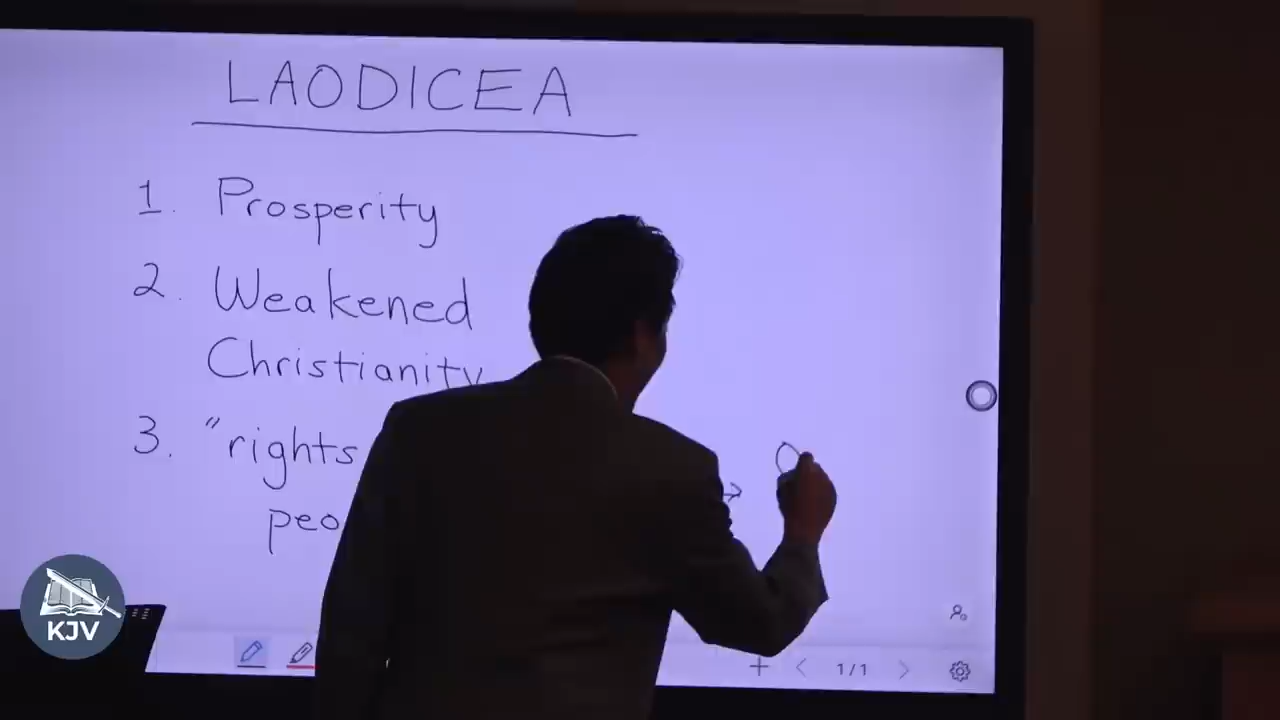 LAODICEA
1. Prosperity
2. Weakened
Christianity
3. "rights
peo
KJV
1/1